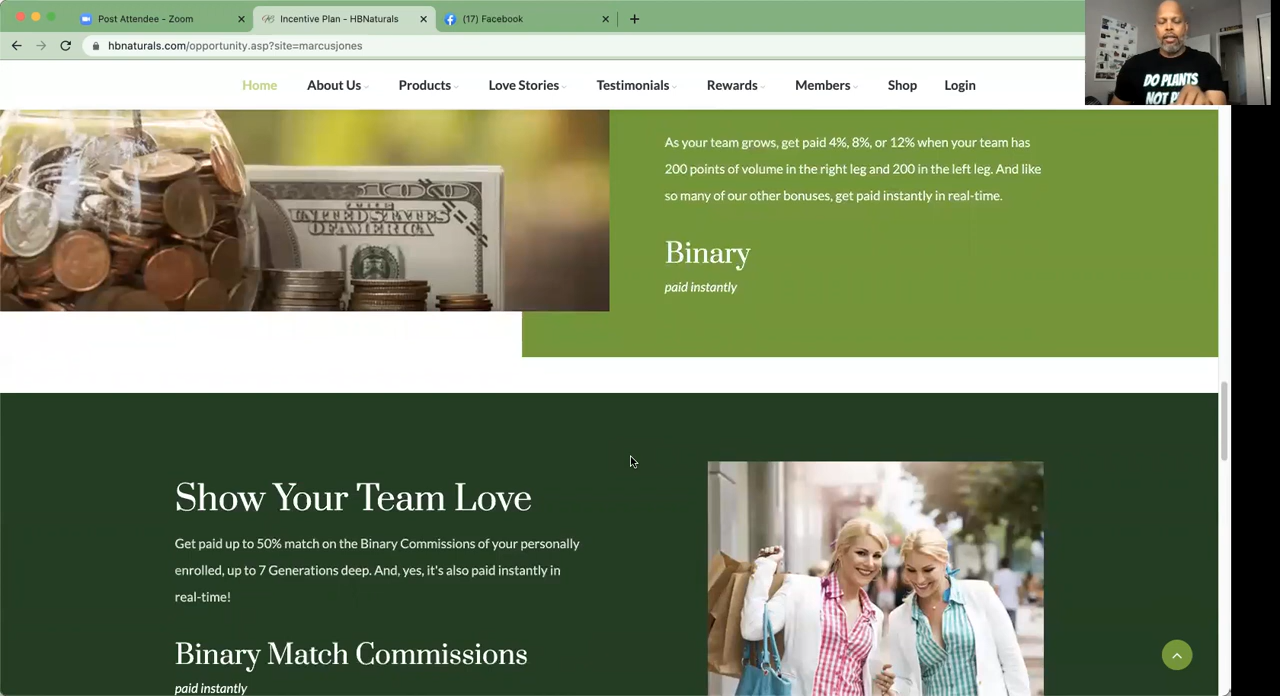 Post Attendee - Zoom
Incentive Plan - HBNaturals
(17) Facebook
hbnaturals.com/opportunity.asp?site=marcusjones
Home About Us Products Love Stories Testimonials Rewards Members Shop Login
DO PLANTS
NOT
As your team grows, get paid 4%, 8%, or 12% when your team has
200 points of volume in the right leg and 200 in the left leg. And like
so many of our other bonuses, get paid instantly in real-time.
Binary
paid instantly
100
UNITED STATES
OF AMERICA
Show Your Team Love
Get paid up to 50% match on the Binary Commissions of your personally
enrolled, up to 7 Generations deep. And, yes, it's also paid instantly in
real-time!
Binary Match Commissions
paid instantly